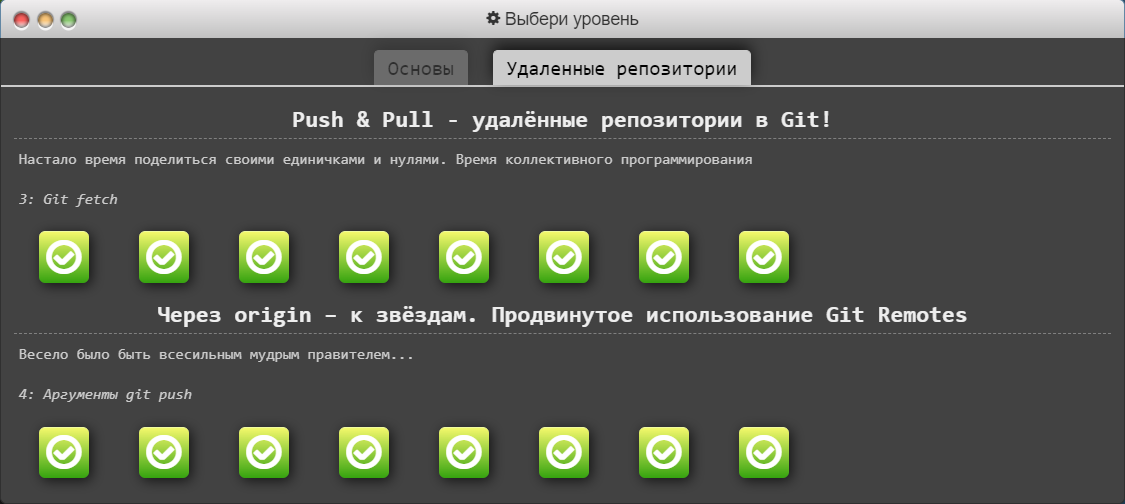 Выбери уровень
Основы
Удаленные репозитории
Push & Pull - удалённые репозитории в Git!
Настало время поделиться своими единичками и нулями. Время коллективного программирования
3: Git fetch
Через origin – к звёздам. Продвинутое использование Git Remotes
Весело было быть всесильным мудрым правителем...
4: Аргументы git push